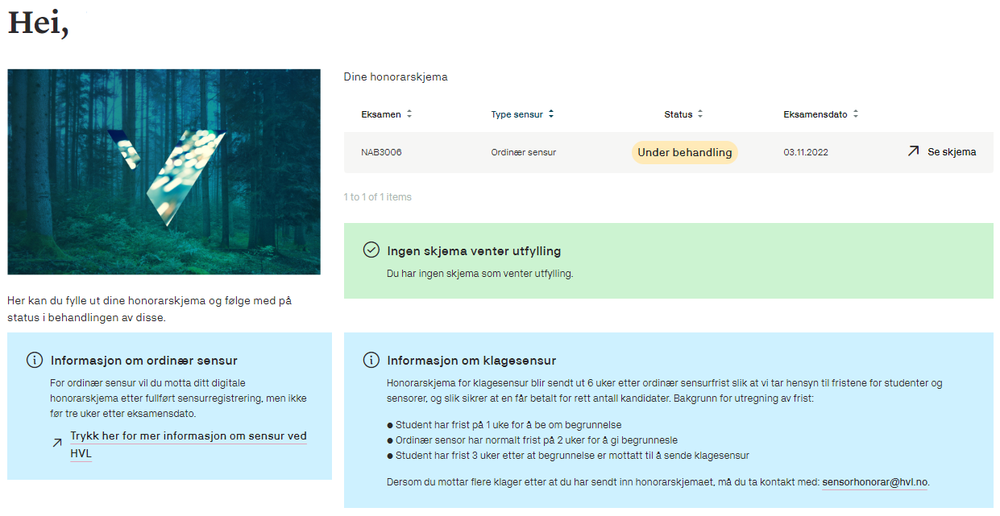 Hei,
Dine honorarskjema
Eksamen Type sensur Status Eksamensdato
NAB3006 Ordinær sensur Under behandling 03.11.2022 Se skjema
1 to 1 of 1 items
Ingen skjema venter utfylling
Du har ingen skjema som venter utfylling.
Her kan du fylle ut dine honorarskjema og følge med på
status i behandlingen av disse.
Informasjon om ordinær sensur
For ordinær sensur vil du motta ditt digitale
honorarskjema etter fullført sensurregistrering, men ikke
før tre uker etter eksamensdato.
Trykk her for mer informasjon om sensur ved
HVL
Informasjon om klagesensur
Honorarskjema for klagesensur blir sendt ut 6 uker etter ordinær sensurfrist slik at vi tar hensyn til fristene for studenter og
sensorer, og slik sikrer at en får betalt for rett antall kandidater. Bakgrunn for utregning av frist:
● Student har frist på 1 uke for å be om begrunnelse
● Ordinær sensor har normalt frist på 2 uker for å gi begrunnesle
● Student har frist 3 uker etter at begrunnelse er mottatt til å sende klagesensur
Dersom du mottar flere klager etter at du har sendt inn honorarskjemaet, må du ta kontakt med: sensorhonorar@hvl.no.